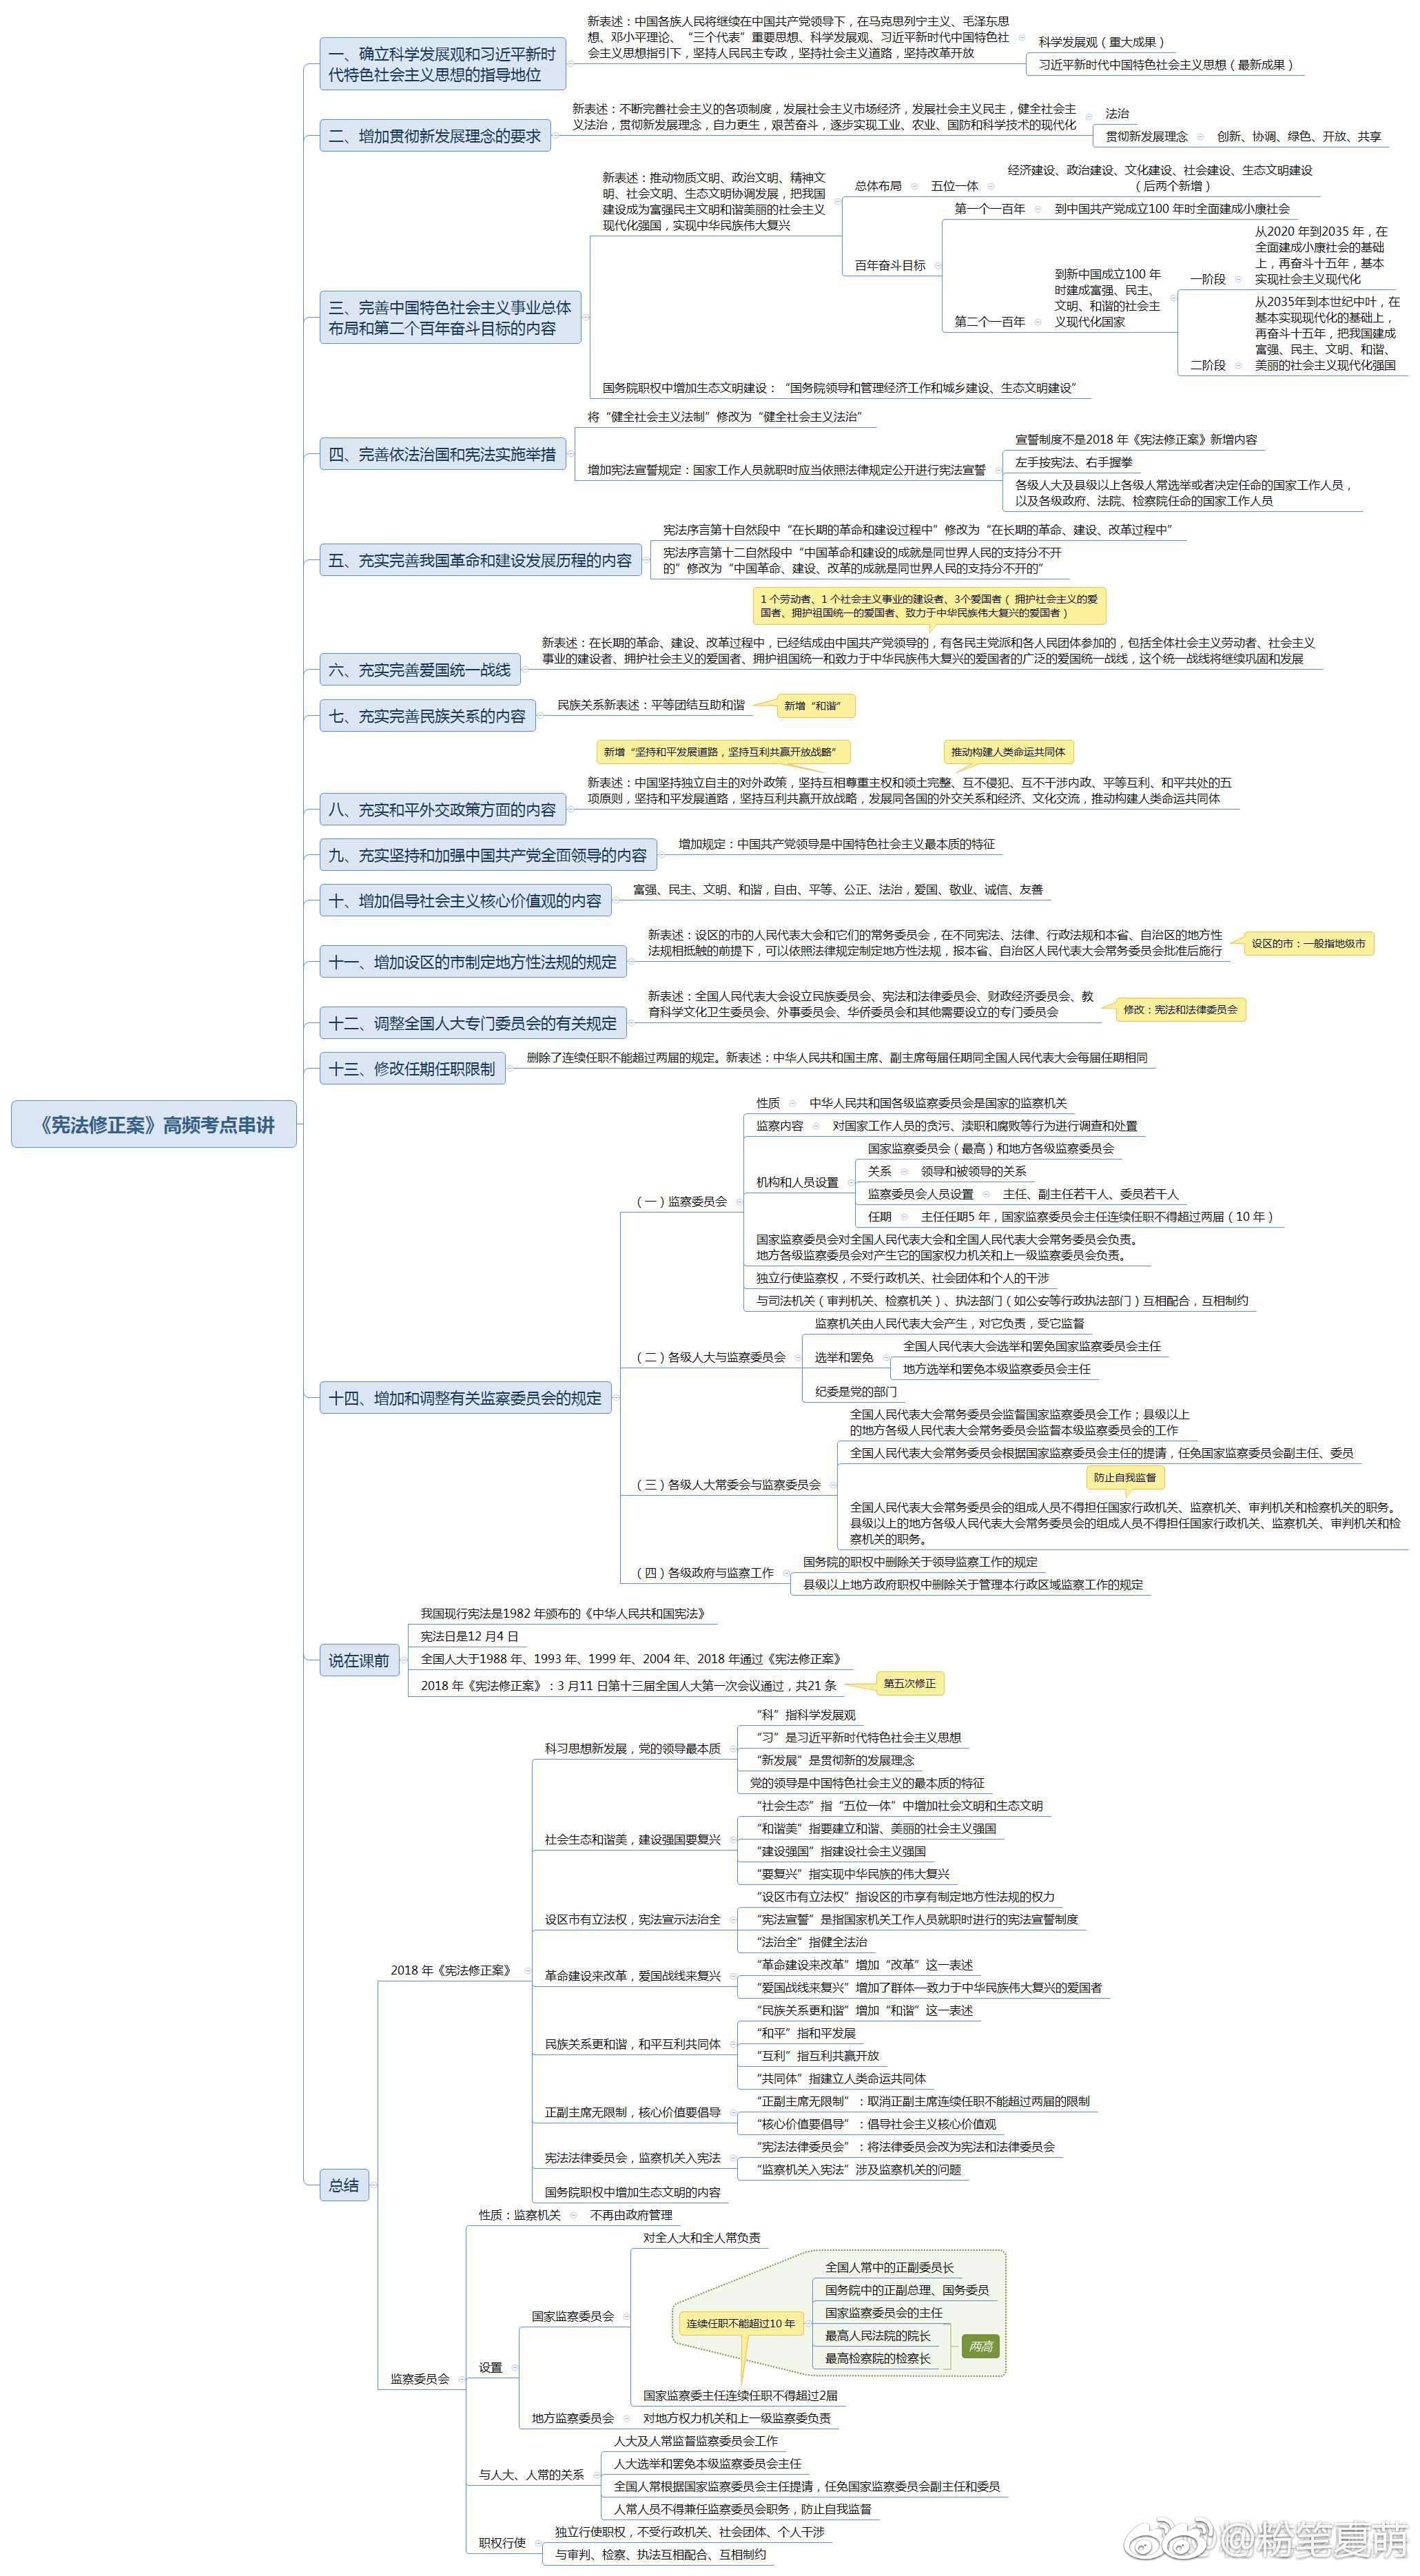 《宪法修正案》高频考点串讲
一、确立科学发展观和习近平新时
代特色社会主义思想的指导地位
新表述：中国各族人民将继续在中国共产党领导下，在马克思列宁主义、毛泽东思
想、邓小平理论、“三个代表”重要思想、科学发展观、习近平新时代中国特色社
会主义思想指引下，坚持人民民主专政，坚持社会主义道路，坚持改革开放
科学发展观（重大成果）
习近平新时代中国特色社会主义思想（最新成果）
二、增加贯彻新发展理念的要求
新表述：不断完善社会主义的各项制度，发展社会主义市场经济，发展社会主义民主，健全社会主
义法治，贯彻新发展理念，自力更生，艰苦奋斗，逐步实现工业、农业、国防和科学技术的现代化
法治
贯彻新发展理念
创新、协调、绿色、开放、共享
三、完善中国特色社会主义事业总体
布局和第二个百年奋斗目标的内容
新表述：推动物质文明、政治文明、精神文
明、社会文明、生态文明协调发展，把我国
建设成为富强民主文明和谐美丽的社会主义
现代化强国，实现中华民族伟大复兴
总体布局
五位一体
经济建设、政治建设、文化建设、社会建设、生态文明建设
（后两个新增）
百年奋斗目标
第一个一百年
到中国共产党成立100 年时全面建成小康社会
第二个一百年
到新中国成立100 年
时建成富强、民主、
文明、和谐的社会主
义现代化国家
一阶段
从2020 年到2035 年，在
全面建成小康社会的基础
上，再奋斗十五年，基本
实现社会主义现代化
二阶段
从2035年到本世纪中叶，在
基本实现现代化的基础上，
再奋斗十五年，把我国建成
富强、民主、文明、和谐、
美丽的社会主义现代化强国
国务院职权中增加生态文明建设：“国务院领导和管理经济工作和城乡建设、生态文明建设”
四、完善依法治国和宪法实施举措
将“健全社会主义法制”修改为“健全社会主义法治”
增加宪法宣誓规定：国家工作人员就职时应当依照法律规定公开进行宪法宣誓
宣誓制度不是2018 年《宪法修正案》新增内容
左手按宪法、右手握拳
各级人大及县级以上各级人常选举或者决定任命的国家工作人员，
以及各级政府、法院、检察院任命的国家工作人员
五、充实完善我国革命和建设发展历程的内容
宪法序言第十自然段中“在长期的革命和建设过程中”修改为“在长期的革命、建设、改革过程中”
宪法序言第十二自然段中“中国革命和建设的成就是同世界人民的支持分不开
的”修改为“中国革命、建设、改革的成就是同世界人民的支持分不开的”
六、充实完善爱国统一战线
1 个劳动者、1 个社会主义事业的建设者、3个爱国者（ 拥护社会主义的爱
国者、拥护祖国统一的爱国者、致力于中华民族伟大复兴的爱国者）
新表述：在长期的革命、建设、改革过程中，已经结成由中国共产党领导的，有各民主党派和各人民团体参加的，包括全体社会主义劳动者、社会主义
事业的建设者、拥护社会主义的爱国者、拥护祖国统一和致力于中华民族伟大复兴的爱国者的广泛的爱国统一战线，这个统一战线将继续巩固和发展
七、充实完善民族关系的内容
民族关系新表述：平等团结互助和谐
新增“和谐”
八、充实和平外交政策方面的内容
新增“坚持和平发展道路，坚持互利共赢开放战略”
推动构建人类命运共同体
新表述：中国坚持独立自主的对外政策，坚持互相尊重主权和领土完整、互不侵犯、互不干涉内政、平等互利、和平共处的五
项原则，坚持和平发展道路，坚持互利共赢开放战略，发展同各国的外交关系和经济、文化交流，推动构建人类命运共同体
九、充实坚持和加强中国共产党全面领导的内容
增加规定：中国共产党领导是中国特色社会主义最本质的特征
十、增加倡导社会主义核心价值观的内容
富强、民主、文明、和谐，自由、平等、公正、法治，爱国、敬业、诚信、友善
十一、增加设区的市制定地方性法规的规定
新表述：设区的市的人民代表大会和它们的常务委员会，在不同宪法、法律、行政法规和本省、自治区的地方性
法规相抵触的前提下，可以依照法律规定制定地方性法规，报本省、自治区人民代表大会常务委员会批准后施行
设区的市：一般指地级市
十二、调整全国人大专门委员会的有关规定
新表述：全国人民代表大会设立民族委员会、宪法和法律委员会、财政经济委员会、教
育科学文化卫生委员会、外事委员会、华侨委员会和其他需要设立的专门委员会
修改：宪法和法律委员会
十三、修改任期任职限制
删除了连续任职不能超过两届的规定。新表述：中华人民共和国主席、副主席每届任期同全国人民代表大会每届任期相同
十四、增加和调整有关监察委员会的规定
（一）监察委员会
性质
中华人民共和国各级监察委员会是国家的监察机关
监察内容
对国家工作人员的贪污、渎职和腐败等行为进行调查和处置
机构和人员设置
国家监察委员会（最高）和地方各级监察委员会
关系
领导和被领导的关系
监察委员会人员设置
主任、副主任若干人、委员若干人
任期
主任任期5 年，国家监察委员会主任连续任职不得超过两届（10 年）
国家监察委员会对全国人民代表大会和全国人民代表大会常务委员会负责。
地方各级监察委员会对产生它的国家权力机关和上一级监察委员会负责。
独立行使监察权，不受行政机关、社会团体和个人的干涉
与司法机关（审判机关、检察机关）、执法部门（如公安等行政执法部门）互相配合，互相制约
（二）各级人大与监察委员会
监察机关由人民代表大会产生，对它负责，受它监督
选举和罢免
全国人民代表大会选举和罢免国家监察委员会主任
地方选举和罢免本级监察委员会主任
纪委是党的部门
（三）各级人大常委会与监察委员会
全国人民代表大会常务委员会监督国家监察委员会工作；县级以上
的地方各级人民代表大会常务委员会监督本级监察委员会的工作
全国人民代表大会常务委员会根据国家监察委员会主任的提请，任免国家监察委员会副主任、委员
防止自我监督
全国人民代表大会常务委员会的组成人员不得担任国家行政机关、监察机关、审判机关和检察机关的职务。
县级以上的地方各级人民代表大会常务委员会的组成人员不得担任国家行政机关、监察机关、审判机关和检
察机关的职务。
（四）各级政府与监察工作
国务院的职权中删除关于领导监察工作的规定
县级以上地方政府职权中删除关于管理本行政区域监察工作的规定
说在课前
我国现行宪法是1982 年颁布的《中华人民共和国宪法》
宪法日是12 月4 日
全国人大于1988 年、1993 年、1999 年、2004 年、2018 年通过《宪法修正案》
2018 年《宪法修正案》：3 月11 日第十三届全国人大第一次会议通过，共21 条
第五次修正
总结
2018 年《宪法修正案》
科习思想新发展，党的领导最本质
“科”指科学发展观
“习”是习近平新时代特色社会主义思想
“新发展”是贯彻新的发展理念
党的领导是中国特色社会主义的最本质的特征
社会生态和谐美，建设强国要复兴
“社会生态”指“五位一体”中增加社会文明和生态文明
“和谐美”指要建立和谐、美丽的社会主义强国
“建设强国”指建设社会主义强国
“要复兴”指实现中华民族的伟大复兴
设区市有立法权，宪法宣示法治全
“设区市有立法权”指设区的市享有制定地方性法规的权力
“宪法宣誓”是指国家机关工作人员就职时进行的宪法宣誓制度
“法治全”指健全法治
革命建设来改革，爱国战线来复兴
“革命建设来改革”增加“改革”这一表述
“爱国战线来复兴”增加了群体—致力于中华民族伟大复兴的爱国者
民族关系更和谐，和平互利共同体
“民族关系更和谐”增加“和谐”这一表述
“和平”指和平发展
“互利”指互利共赢开放
“共同体”指建立人类命运共同体
正副主席无限制，核心价值要倡导
“正副主席无限制”：取消正副主席连续任职不能超过两届的限制
“核心价值要倡导”：倡导社会主义核心价值观
宪法法律委员会，监察机关入宪法
“宪法法律委员会”：将法律委员会改为宪法和法律委员会
“监察机关入宪法”涉及监察机关的问题
国务院职权中增加生态文明的内容
监察委员会
性质：监察机关
不再由政府管理
设置
国家监察委员会
对全人大和全人常负责
连续任职不能超过10 年
全国人常中的正副委员长
国务院中的正副总理、国务委员
国家监察委员会的主任
最高人民法院的院长
最高检察院的检察长
两高
国家监察委主任连续任职不得超过2届
地方监察委员会
对地方权力机关和上一级监察委负责
与人大、人常的关系
人大及人常监督监察委员会工作
人大选举和罢免本级监察委员会主任
全国人常根据国家监察委员会主任提请，任免国家监察委员会副主任和委员
人常人员不得兼任监察委员会职务，防止自我监督
职权行使
独立行使职权，不受行政机关、社会团体、个人干涉
与审判、检察、执法互相配合、互相制约
@粉笔夏萌